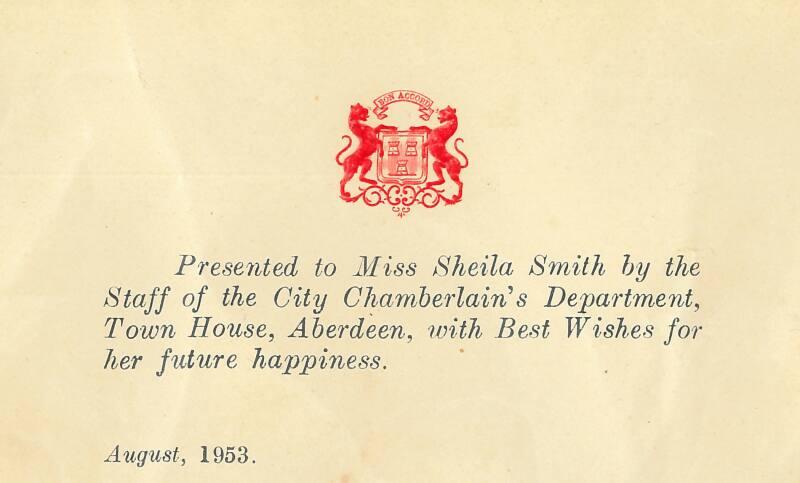 BON ACCORD
Presented to Miss Sheila Smith by the
Staff of the City Chamberlain's Department,
Town House, Aberdeen, with Best Wishes for
her future happiness.
August, 1953.